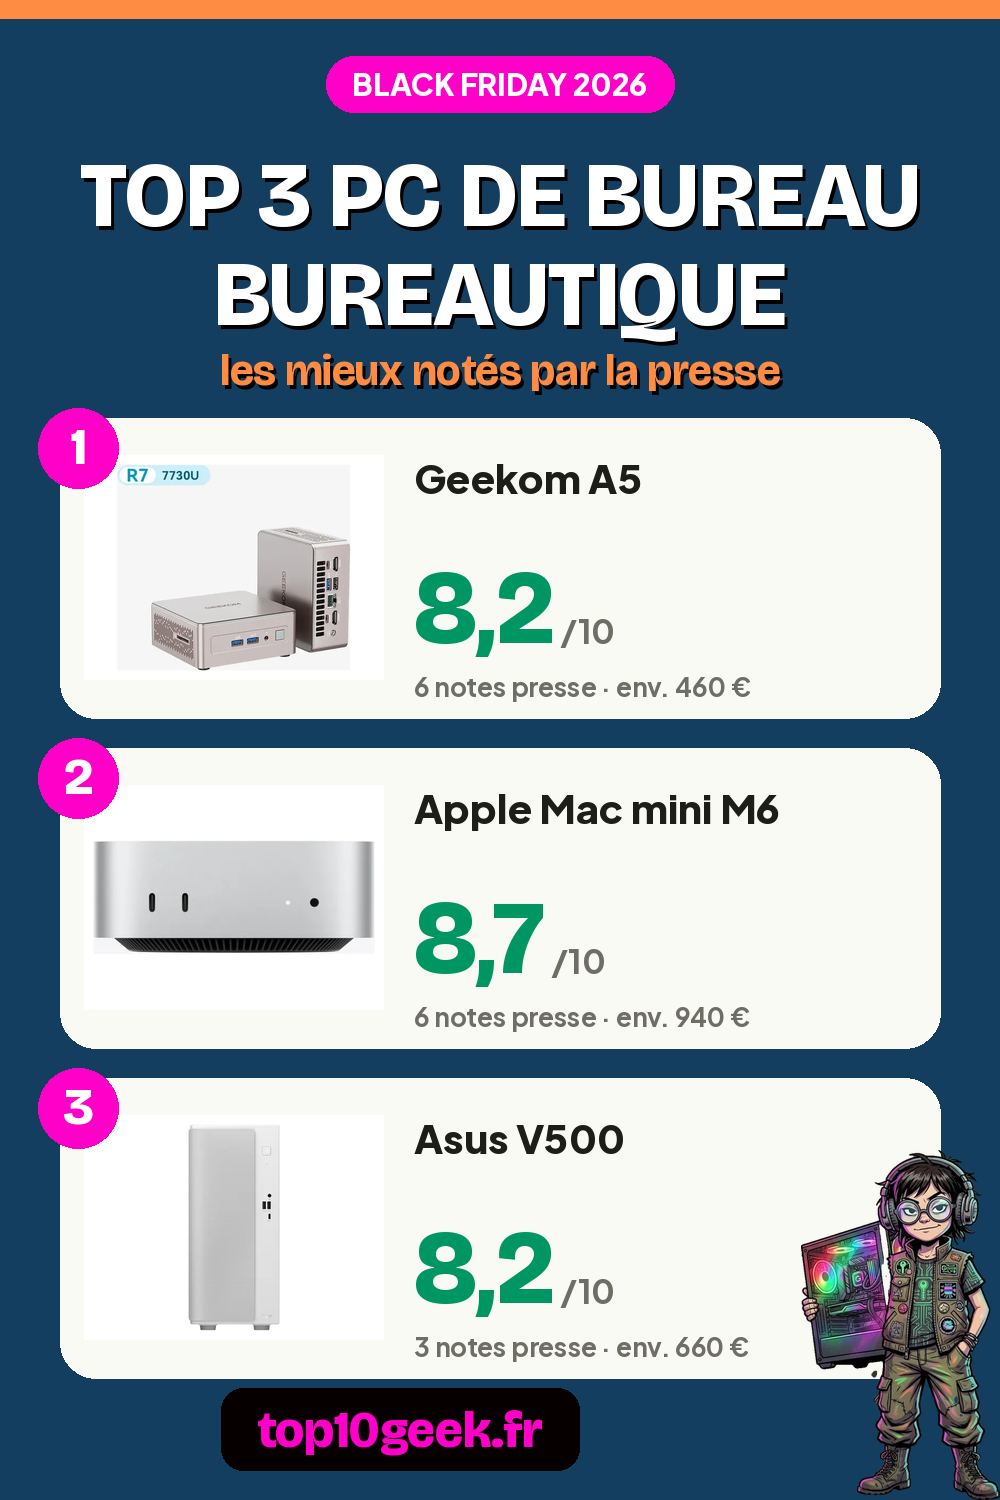 BLACK FRIDAY 2026
TOP 3 PC DE BUREAU
BUREAUTIQUE
les mieux notés par la presse
1
R7 7730U
GEEKOM
GEEKOM
Geekom A5
8,2 /10
6 notes presse · env. 460 €
2
Apple Mac mini M6
8,7 /10
6 notes presse · env. 940 €
3
Asus V500
8,2 /10
3 notes presse · env. 660 €
top10geek.fr